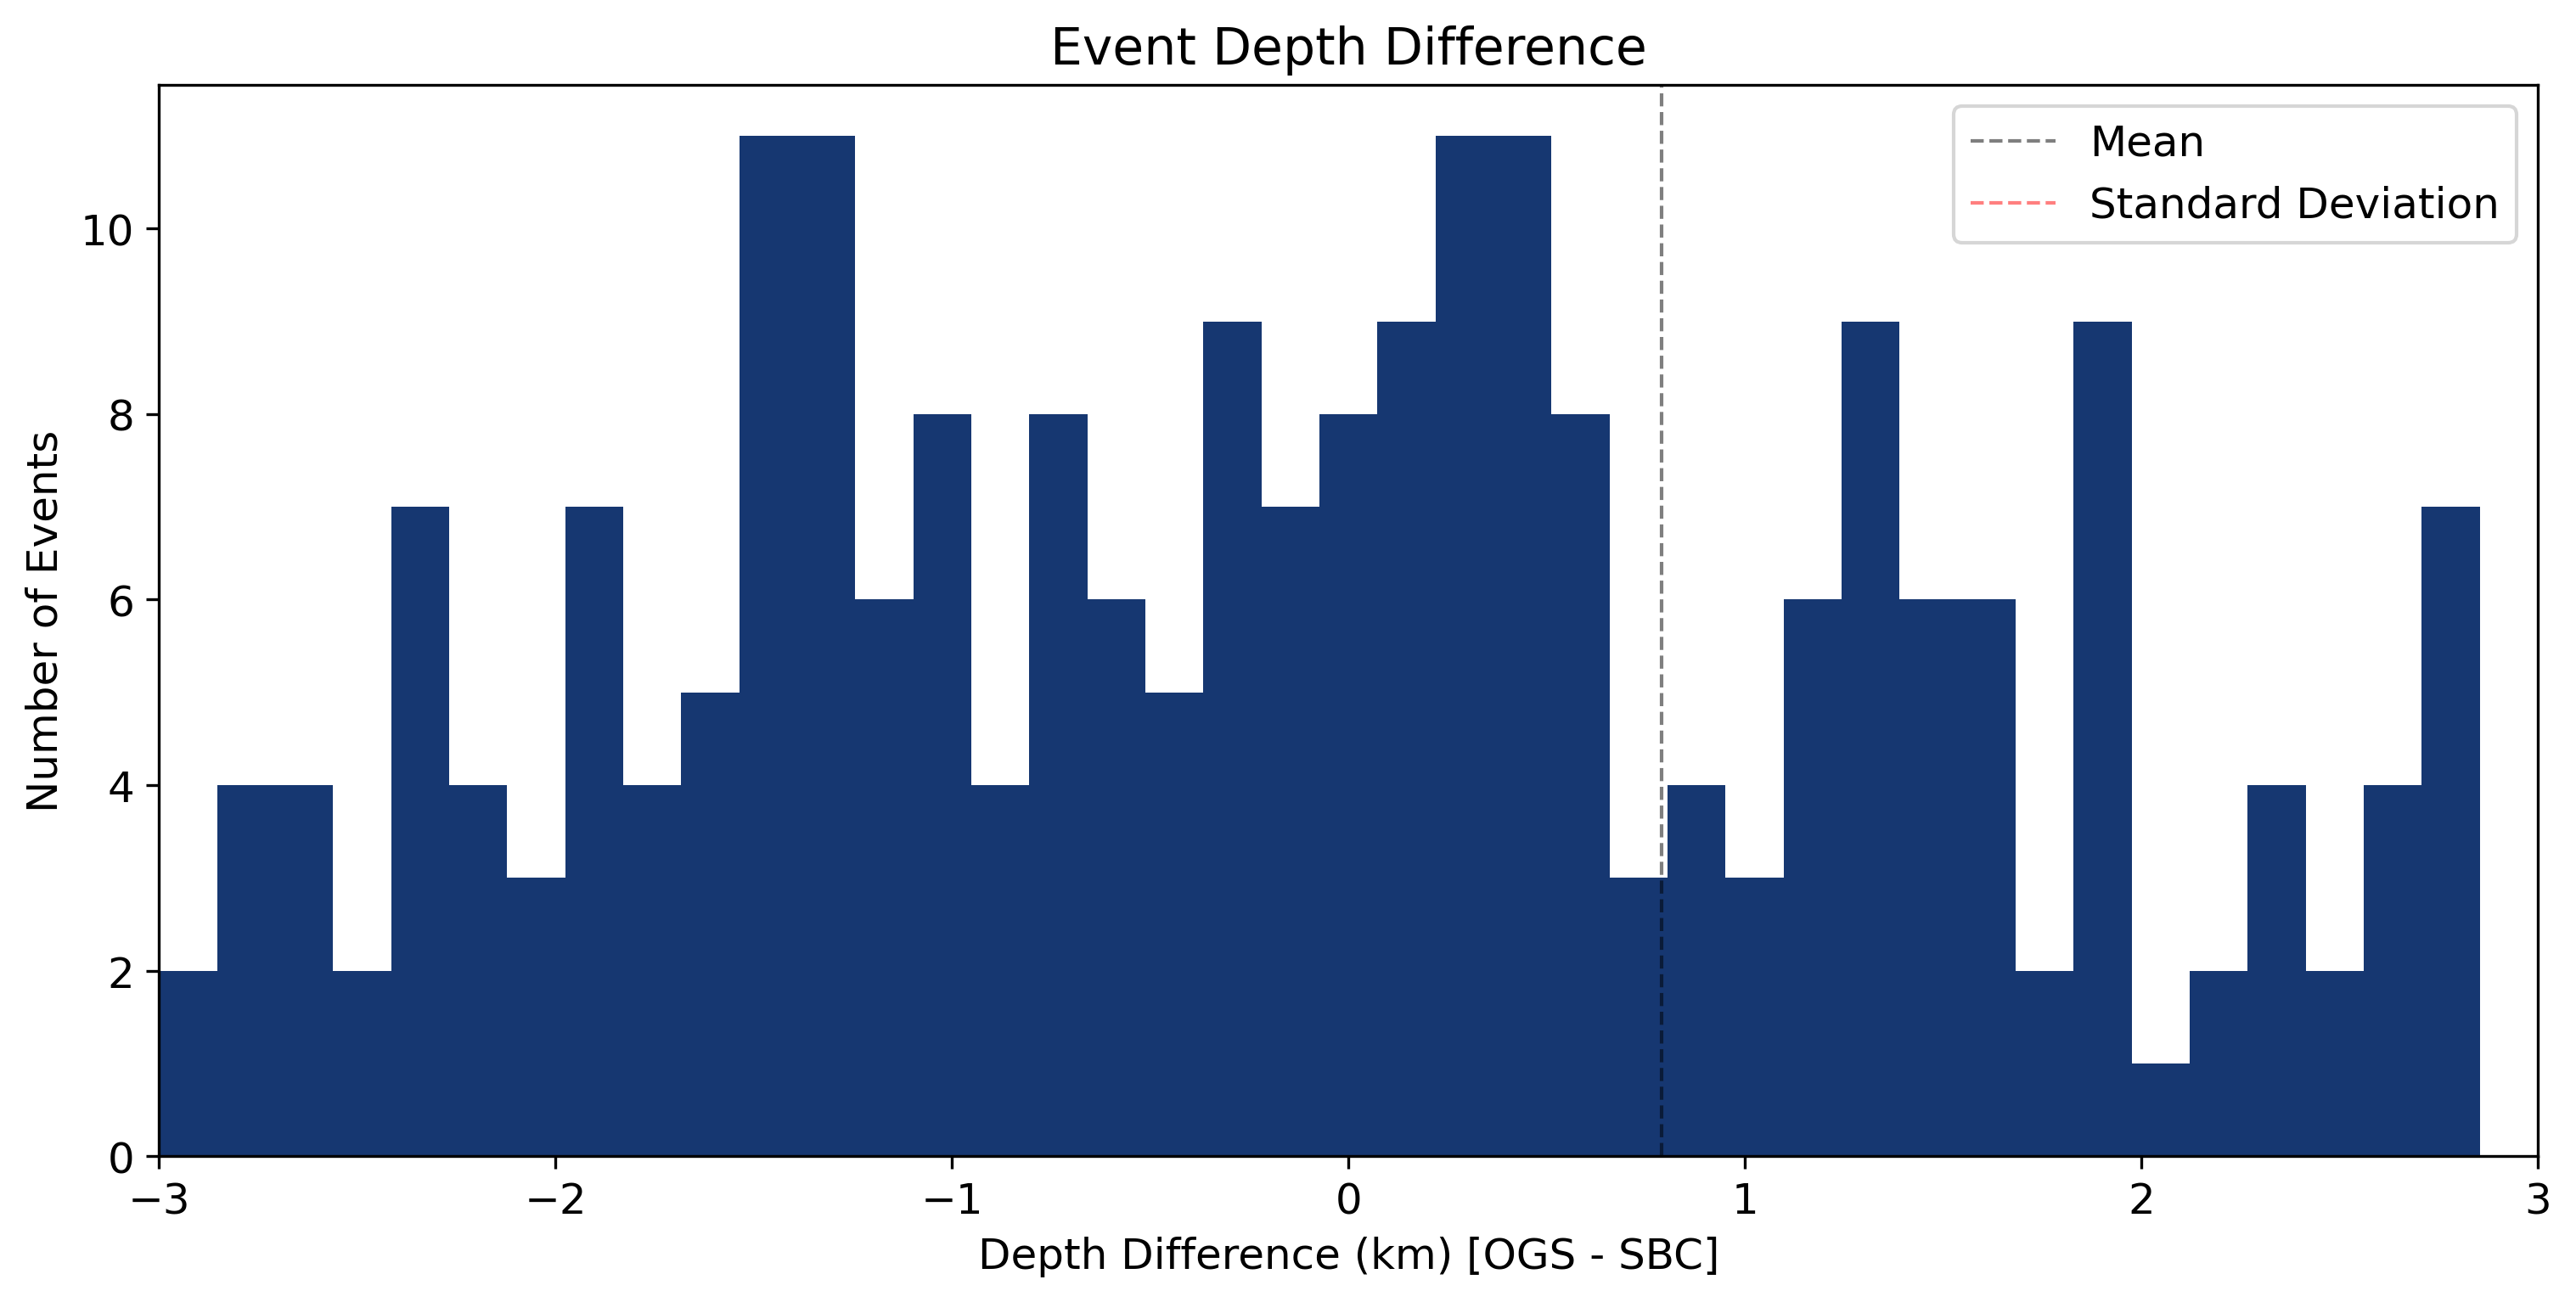 Event Depth Difference
Mean
Standard Deviation
Number of Events
10
8
6
4
2
0
−3 −2 −1 0 1 2 3
Depth Difference (km) [OGS - SBC]